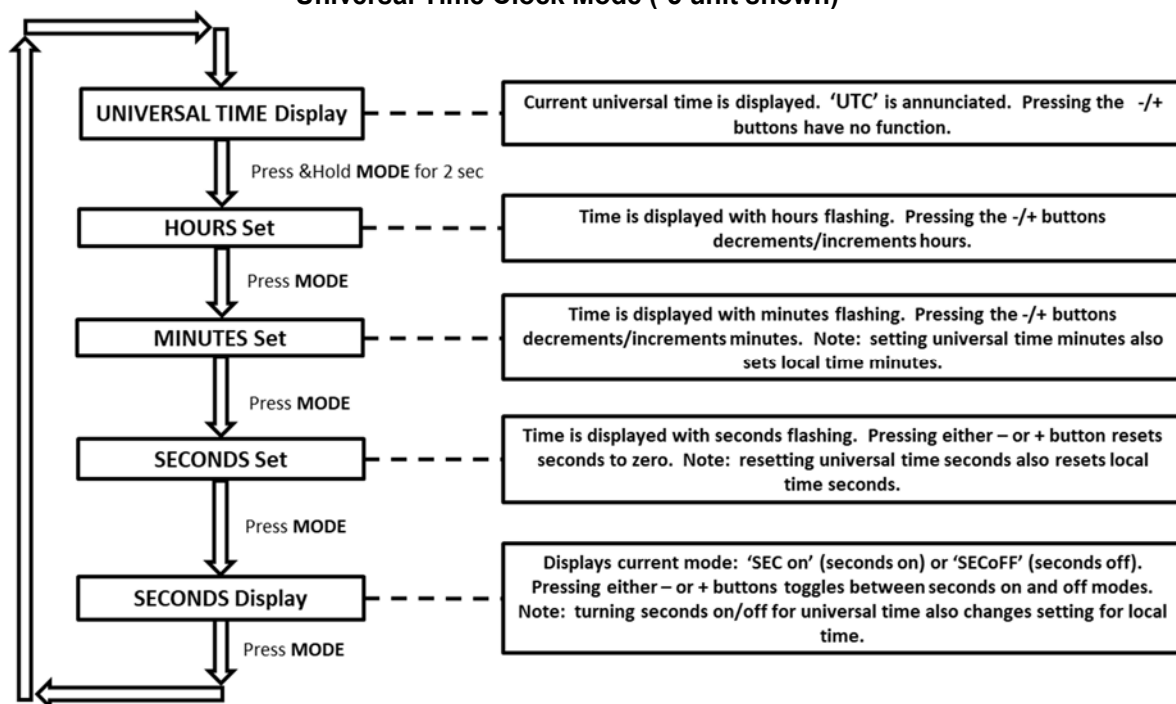 Universal Time Clock Mode (-6 unit shown)
UNIVERSAL TIME Display
Current universal time is displayed. ‘UTC’ is annunciated. Pressing the -/+
buttons have no function.
Press &Hold MODE for 2 sec
HOURS Set
Time is displayed with hours flashing. Pressing the -/+ buttons
decrements/increments hours.
Press MODE
MINUTES Set
Time is displayed with minutes flashing. Pressing the -/+ buttons
decrements/increments minutes. Note: setting universal time minutes also
sets local time minutes.
Press MODE
SECONDS Set
Time is displayed with seconds flashing. Pressing either – or + button resets
seconds to zero. Note: resetting universal time seconds also resets local
time seconds.
Press MODE
SECONDS Display
Displays current mode: ‘SEC on’ (seconds on) or ‘SECoFF’ (seconds off).
Pressing either – or + buttons toggles between seconds on and off modes.
Note: turning seconds on/off for universal time also changes setting for local
time.
Press MODE